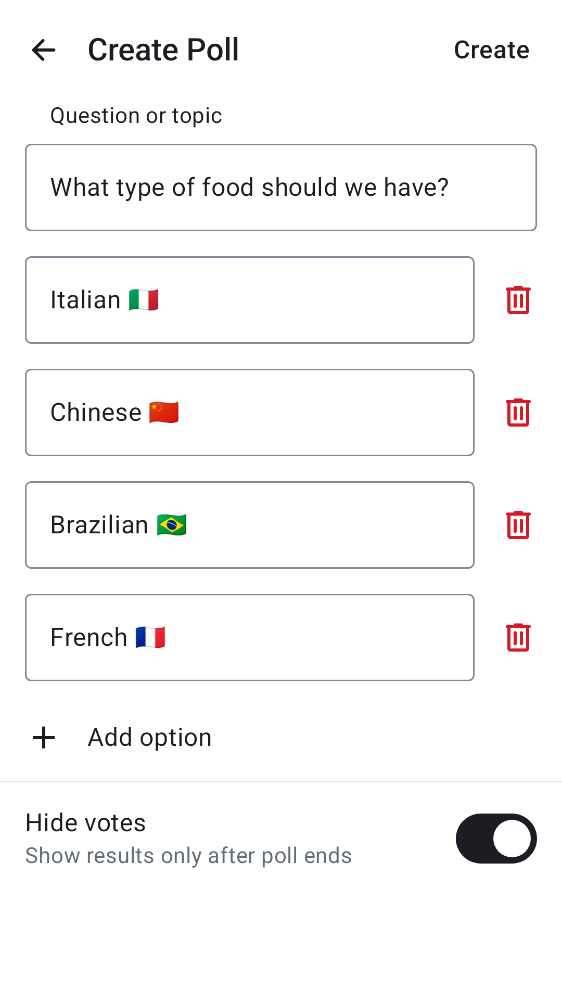 Create Poll
Create
Question or topic
What type of food should we have?
Italian 🇮🇹
Chinese 🇨🇳
Brazilian 🇧🇷
French 🇫🇷
Add option
Hide votes
Show results only after poll ends